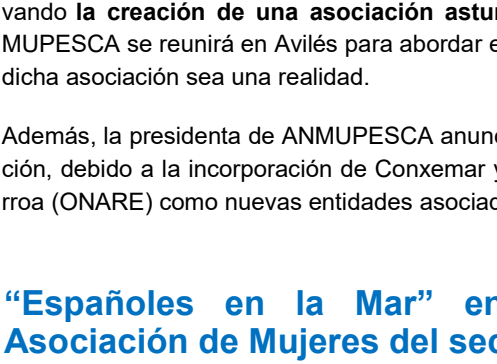 vando la creación de una asociación astur
MUPESCA se reunirá en Avilés para abordar e
dicha asociación sea una realidad.
Además, la presidenta de ANMUPESCA anunc
ción, debido a la incorporación de Conxemar y
rroa (ONARE) como nuevas entidades asociad
“Españoles en la Mar” en
Asociación de Mujeres del sec